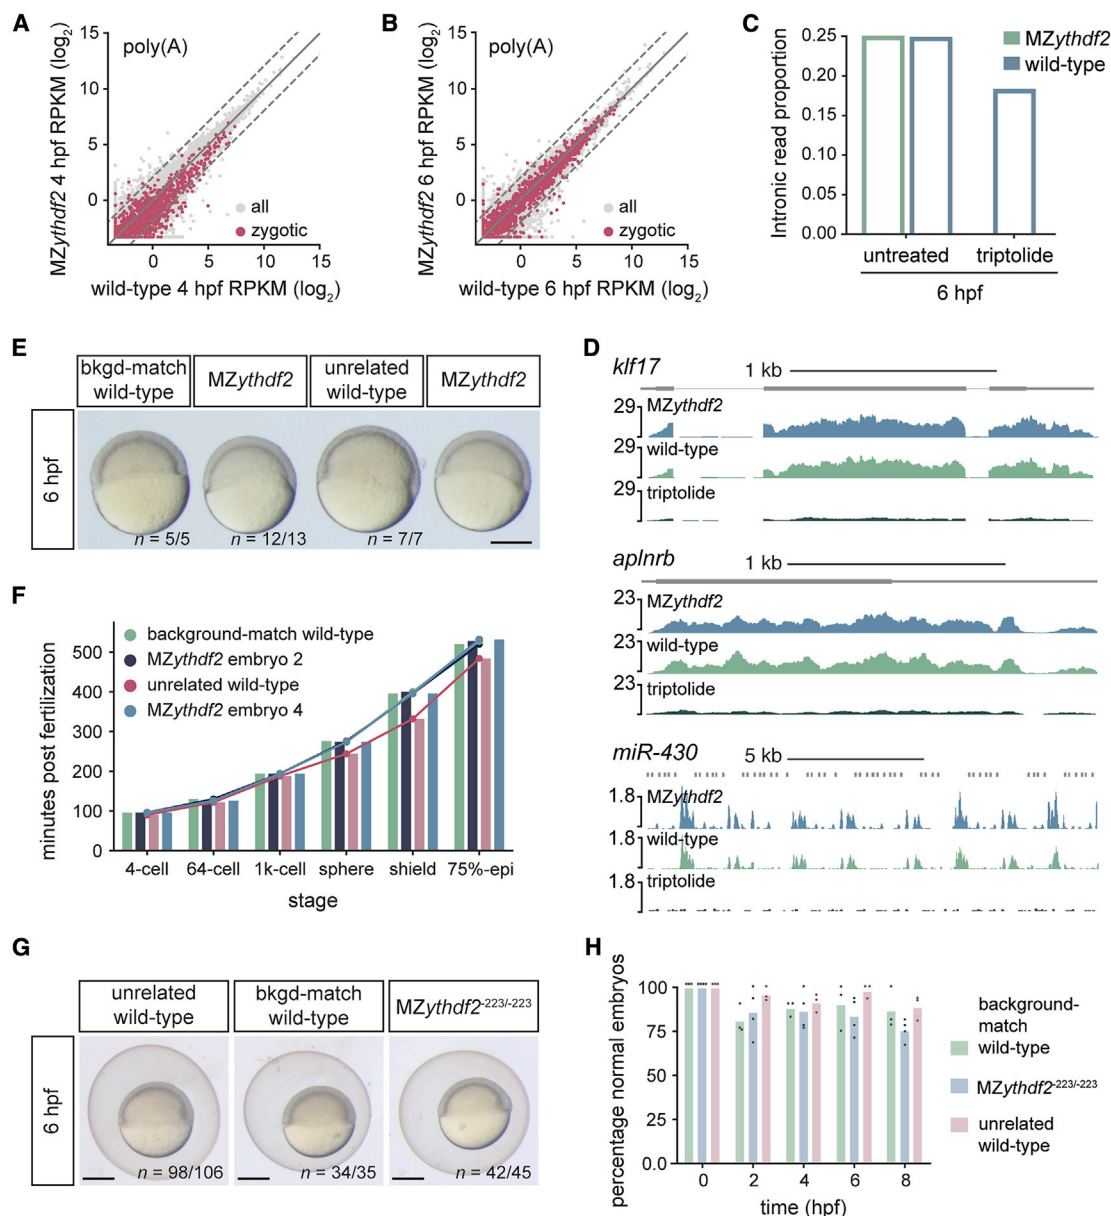 A
MZythdf2 4 hpf RPKM (log2)
15
10
5
0
poly(A)
all
zygotic
0 5 10 15
wild-type 4 hpf RPKM (log2)
B
MZythdf2 6 hpf RPKM (log2)
15
10
5
0
poly(A)
all
zygotic
0 5 10 15
wild-type 6 hpf RPKM (log2)
C
Intronic read proportion
0.25
0.20
0.15
0.10
0.05
0.00
MZythdf2
wild-type
untreated triptolide
6 hpf
E
bkgd-match
wild-type
MZythdf2
unrelated
wild-type
MZythdf2
6 hpf
n = 5/5
n = 12/13
n = 7/7
D
klf17
1 kb
29
MZythdf2
29
wild-type
29
triptolide
aplnrb
1 kb
23
MZythdf2
23
wild-type
23
triptolide
miR-430
5 kb
1.8
MZythdf2
1.8
wild-type
1.8
triptolide
F
minutes post fertilization
500
400
300
200
100
0
background-match wild-type
MZythdf2 embryo 2
unrelated wild-type
MZythdf2 embryo 4
4-cell 64-cell 1k-cell sphere shield 75%-epi
stage
G
unrelated
wild-type
bkgd-match
wild-type
MZythdf2-223/-223
6 hpf
n = 98/106
n = 34/35
n = 42/45
H
percentage normal embryos
100
75
50
25
0.0
0 2 4 6 8
time (hpf)
background-
match
wild-type
MZythdf2-223/-223
unrelated
wild-type